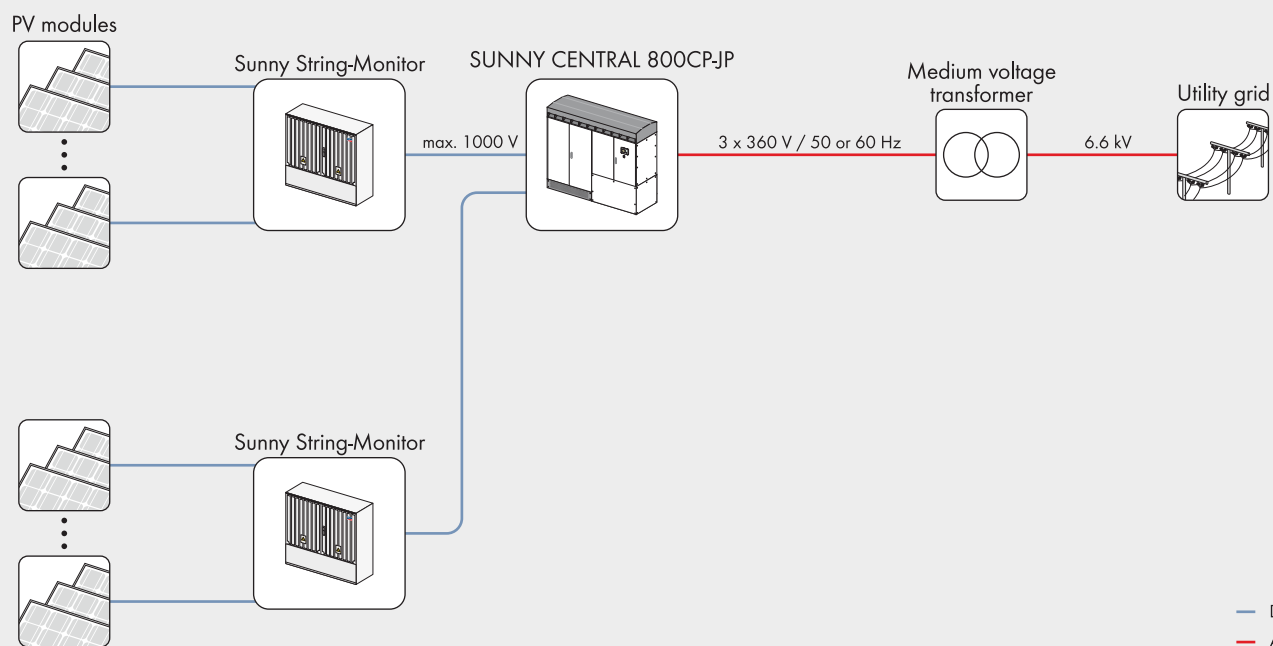 PV modules
Sunny String-Monitor
SUNNY CENTRAL 800CP-JP
Medium voltage
transformer
Utility grid
max. 1000 V
3 x 360 V / 50 or 60 Hz
6.6 kV
Sunny String-Monitor